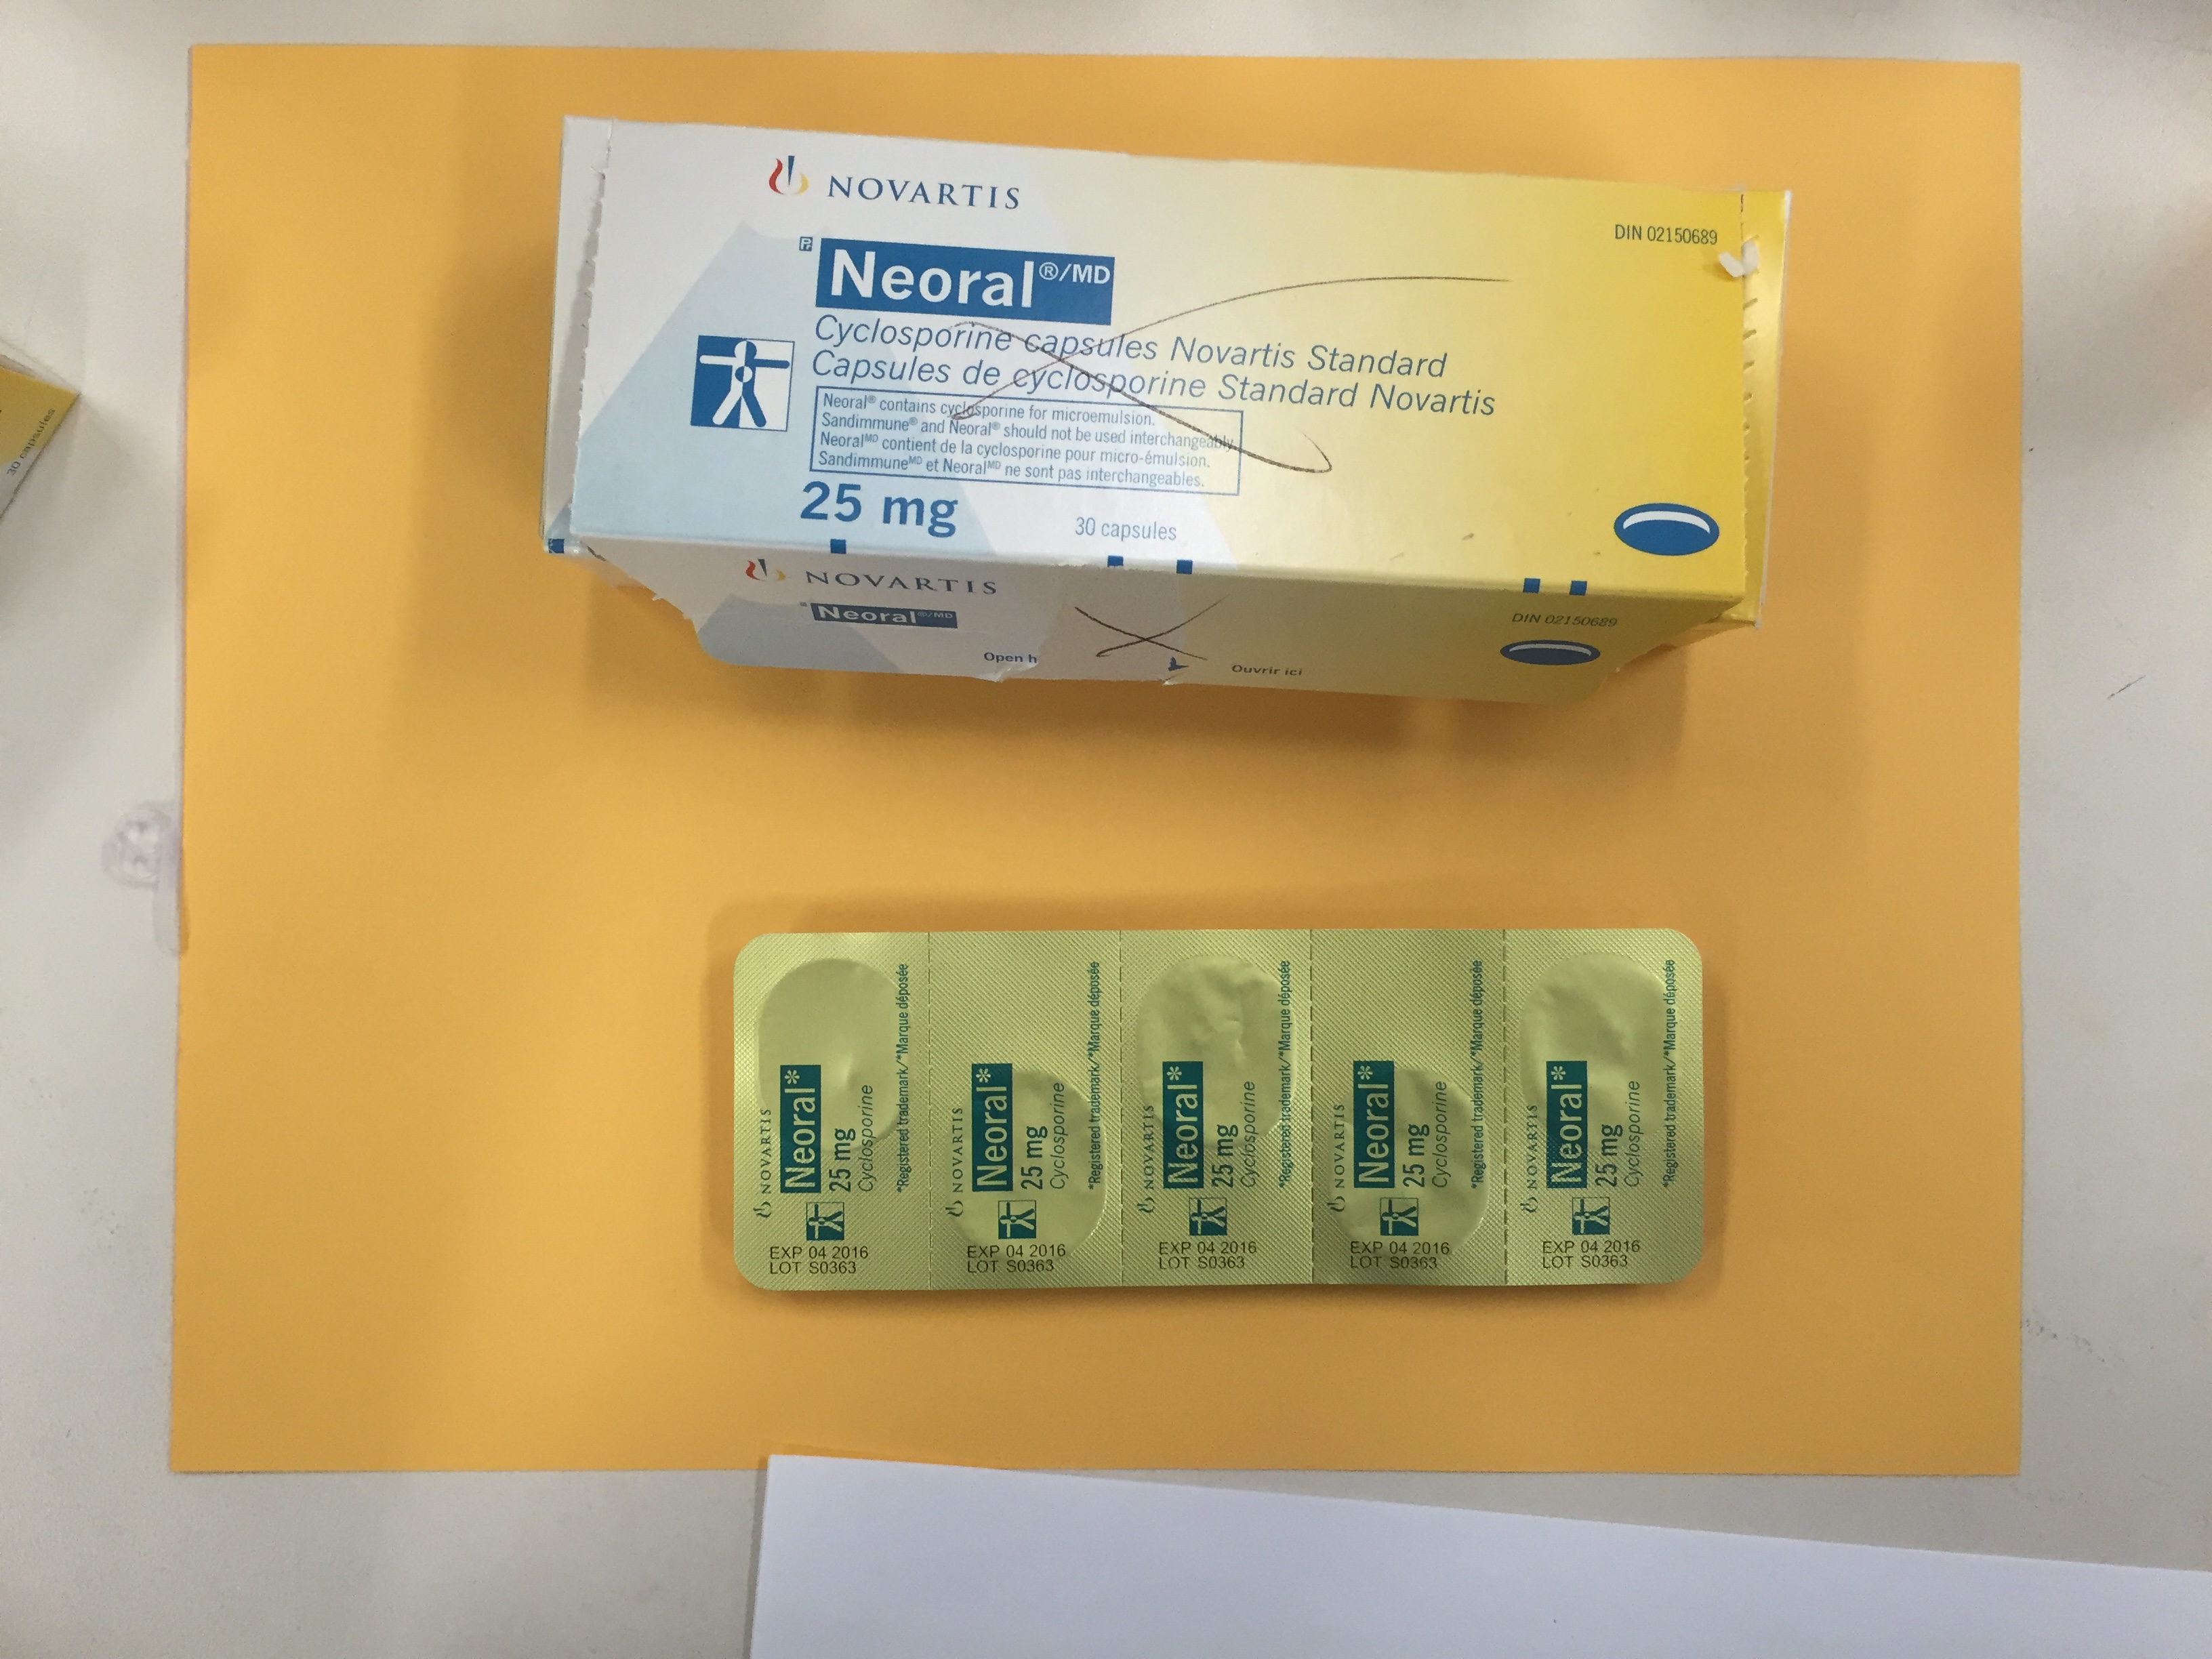 NOVARTIS
DIN 02150689
Pr Neoral®/MD
Cyclosporine capsules Novartis Standard
Capsules de cyclosporine Standard Novartis
Neoral® contains cyclosporine for microemulsion.
Sandimmune® and Neoral® should not be used interchangeably.
Neoral MD contient de la cyclosporine pour micro-émulsion.
Sandimmune MD et Neoral MD ne sont pas interchangeables.
25 mg
30 capsules
NOVARTIS
Neoral®/MD
DIN 02150689
Open h
Ouvrir ici
30 capsules
NOVARTIS
Neoral*
25 mg
Cyclosporine
*Registered trademark/*Marque déposée
EXP 04 2016
LOT S0363
NOVARTIS
Neoral*
25 mg
Cyclosporine
*Registered trademark/*Marque déposée
EXP 04 2016
LOT S0363
NOVARTIS
Neoral*
25 mg
Cyclosporine
*Registered trademark/*Marque déposée
EXP 04 2016
LOT S0363
NOVARTIS
Neoral*
25 mg
Cyclosporine
*Registered trademark/*Marque déposée
EXP 04 2016
LOT S0363
NOVARTIS
Neoral*
25 mg
Cyclosporine
*Registered trademark/*Marque déposée
EXP 04 2016
LOT S0363